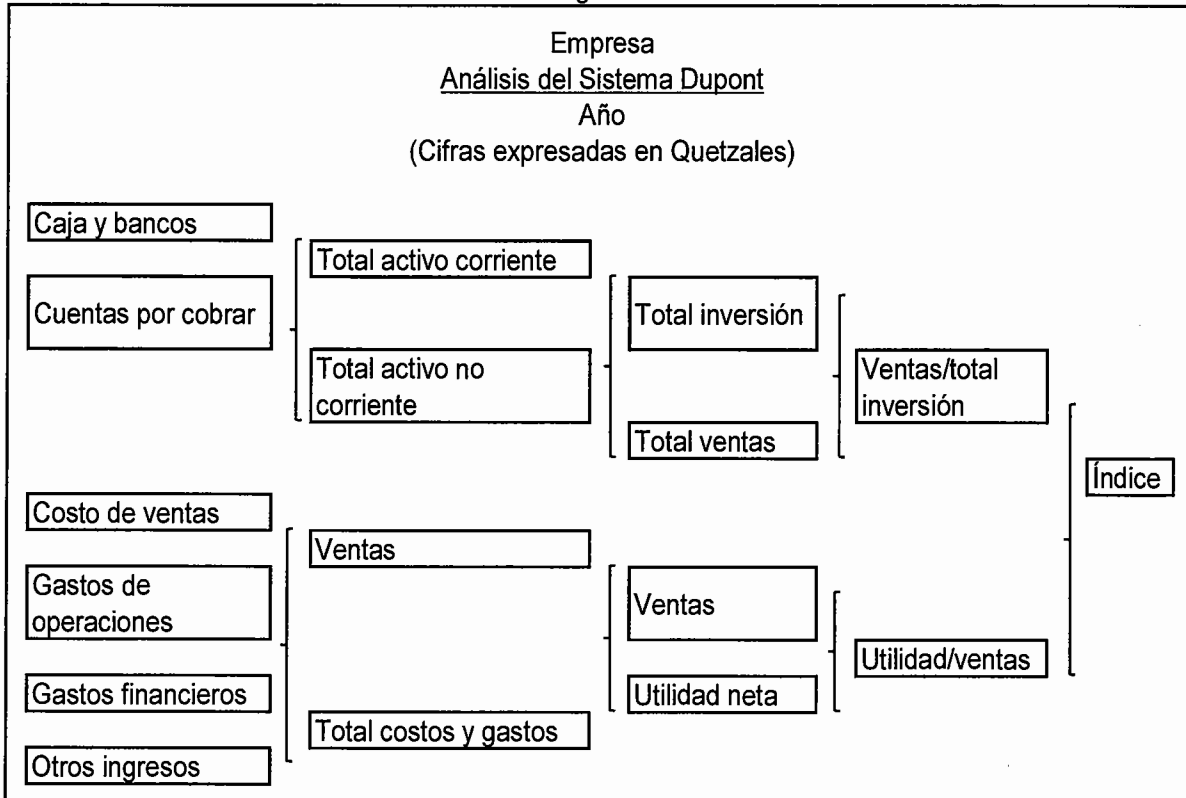 Empresa
Análisis del Sistema Dupont
Año
(Cifras expresadas en Quetzales)
Caja y bancos
Cuentas por cobrar
Total activo corriente
Total activo no
corriente
Total inversión
Total ventas
Ventas/total
inversión
Índice
Costo de ventas
Gastos de
operaciones
Gastos financieros
Otros ingresos
Ventas
Total costos y gastos
Ventas
Utilidad neta
Utilidad/ventas